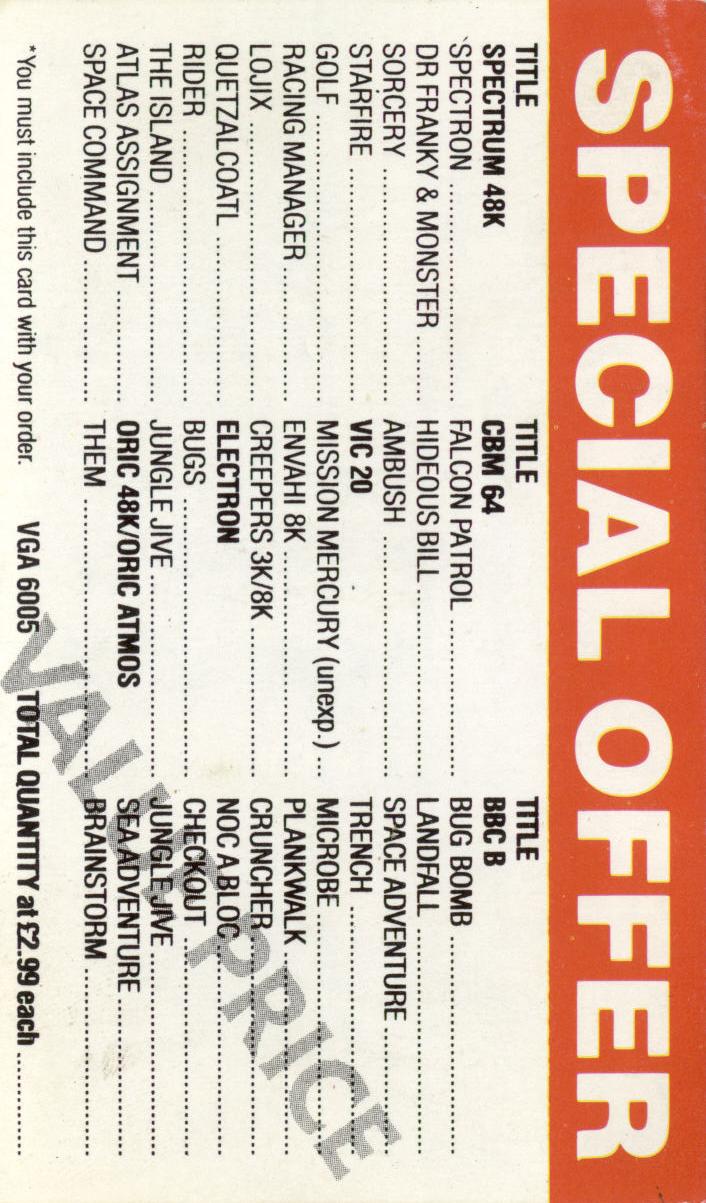 SPECIAL OFFER
TITLE
SPECTRUM 48K
SPECTRON
DR FRANKY & MONSTER
SORCERY
STARFIRE
GOLF
RACING MANAGER
LOJIX
QUETZALCOATL
RIDER
THE ISLAND
ATLAS ASSIGNMENT
SPACE COMMAND
TITLE
CBM 64
FALCON PATROL
HIDEOUS BILL
AMBUSH
VIC 20
MISSION MERCURY (unexp)
ENVAHI 8K
CREEPERS 3K/8K
ELECTRON
BUGS
JUNGLE JIVE
ORIC 48K/ORIC ATMOS
THEM
TITLE
BBC B
BUG BOMB
LANDFALL
SPACE ADVENTURE
TRENCH
MICROBE
PLANKWALK
CRUNCHER
NOC A BLOC
CHECKOUT
JUNGLE JIVE
SEA ADVENTURE
BRAINSTORM
*You must include this card with your order. VGA 6005 TOTAL QUANTITY at £2.99 each
VALUE PRICE